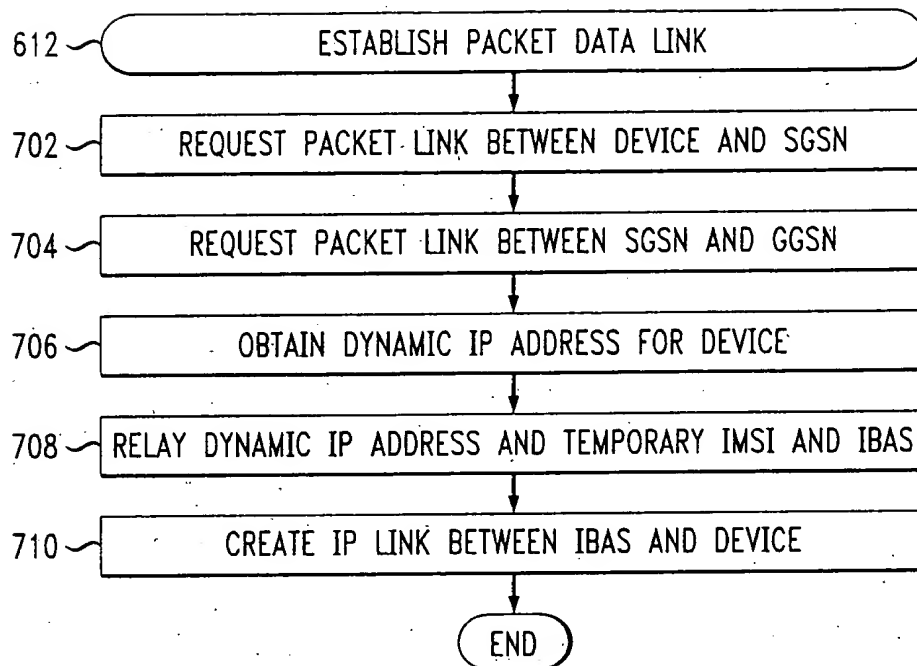 612 ESTABLISH PACKET DATA LINK
702 REQUEST PACKET LINK BETWEEN DEVICE AND SGSN
704 REQUEST PACKET LINK BETWEEN SGSN AND GGSN
706 OBTAIN DYNAMIC IP ADDRESS FOR DEVICE
708 RELAY DYNAMIC IP ADDRESS AND TEMPORARY IMSI AND IBAS
710 CREATE IP LINK BETWEEN IBAS AND DEVICE
END